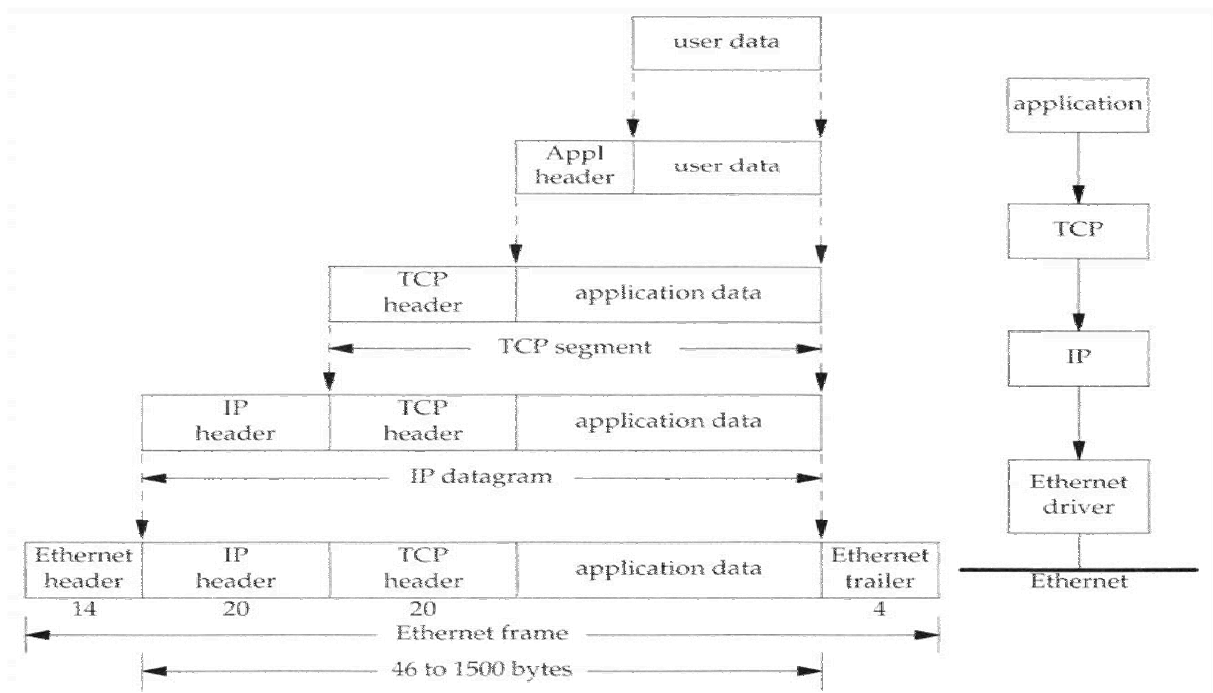 user data
application
Appl
header
user data
TCP
TCP
header
application data
TCP segment
IP
IP
header
TCP
header
application data
IP datagram
Ethernet
driver
Ethernet
header
IP
header
TCP
header
application data
Ethernet
trailer
Ethernet
14
20
20
4
Ethernet frame
46 to 1500 bytes